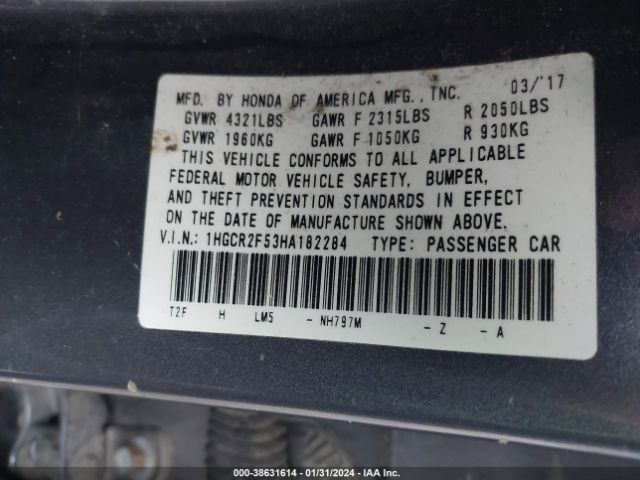 MFD. BY HONDA OF AMERICA MFG., INC. 03/'17
GVWR 4321LBS GAWR F 2315LBS R 2050LBS
GVWR 1960KG GAWR F 1050KG R 930KG
THIS VEHICLE CONFORMS TO ALL APPLICABLE
FEDERAL MOTOR VEHICLE SAFETY, BUMPER,
AND THEFT PREVENTION STANDARDS IN EFFECT
ON THE DATE OF MANUFACTURE SHOWN ABOVE.
V.I.N.: 1HGCR2F53HA182284 TYPE: PASSENGER CAR
T2F H LM5 - NH797M - Z - A
000-38631614 - 01/31/2024 - IAA Inc.